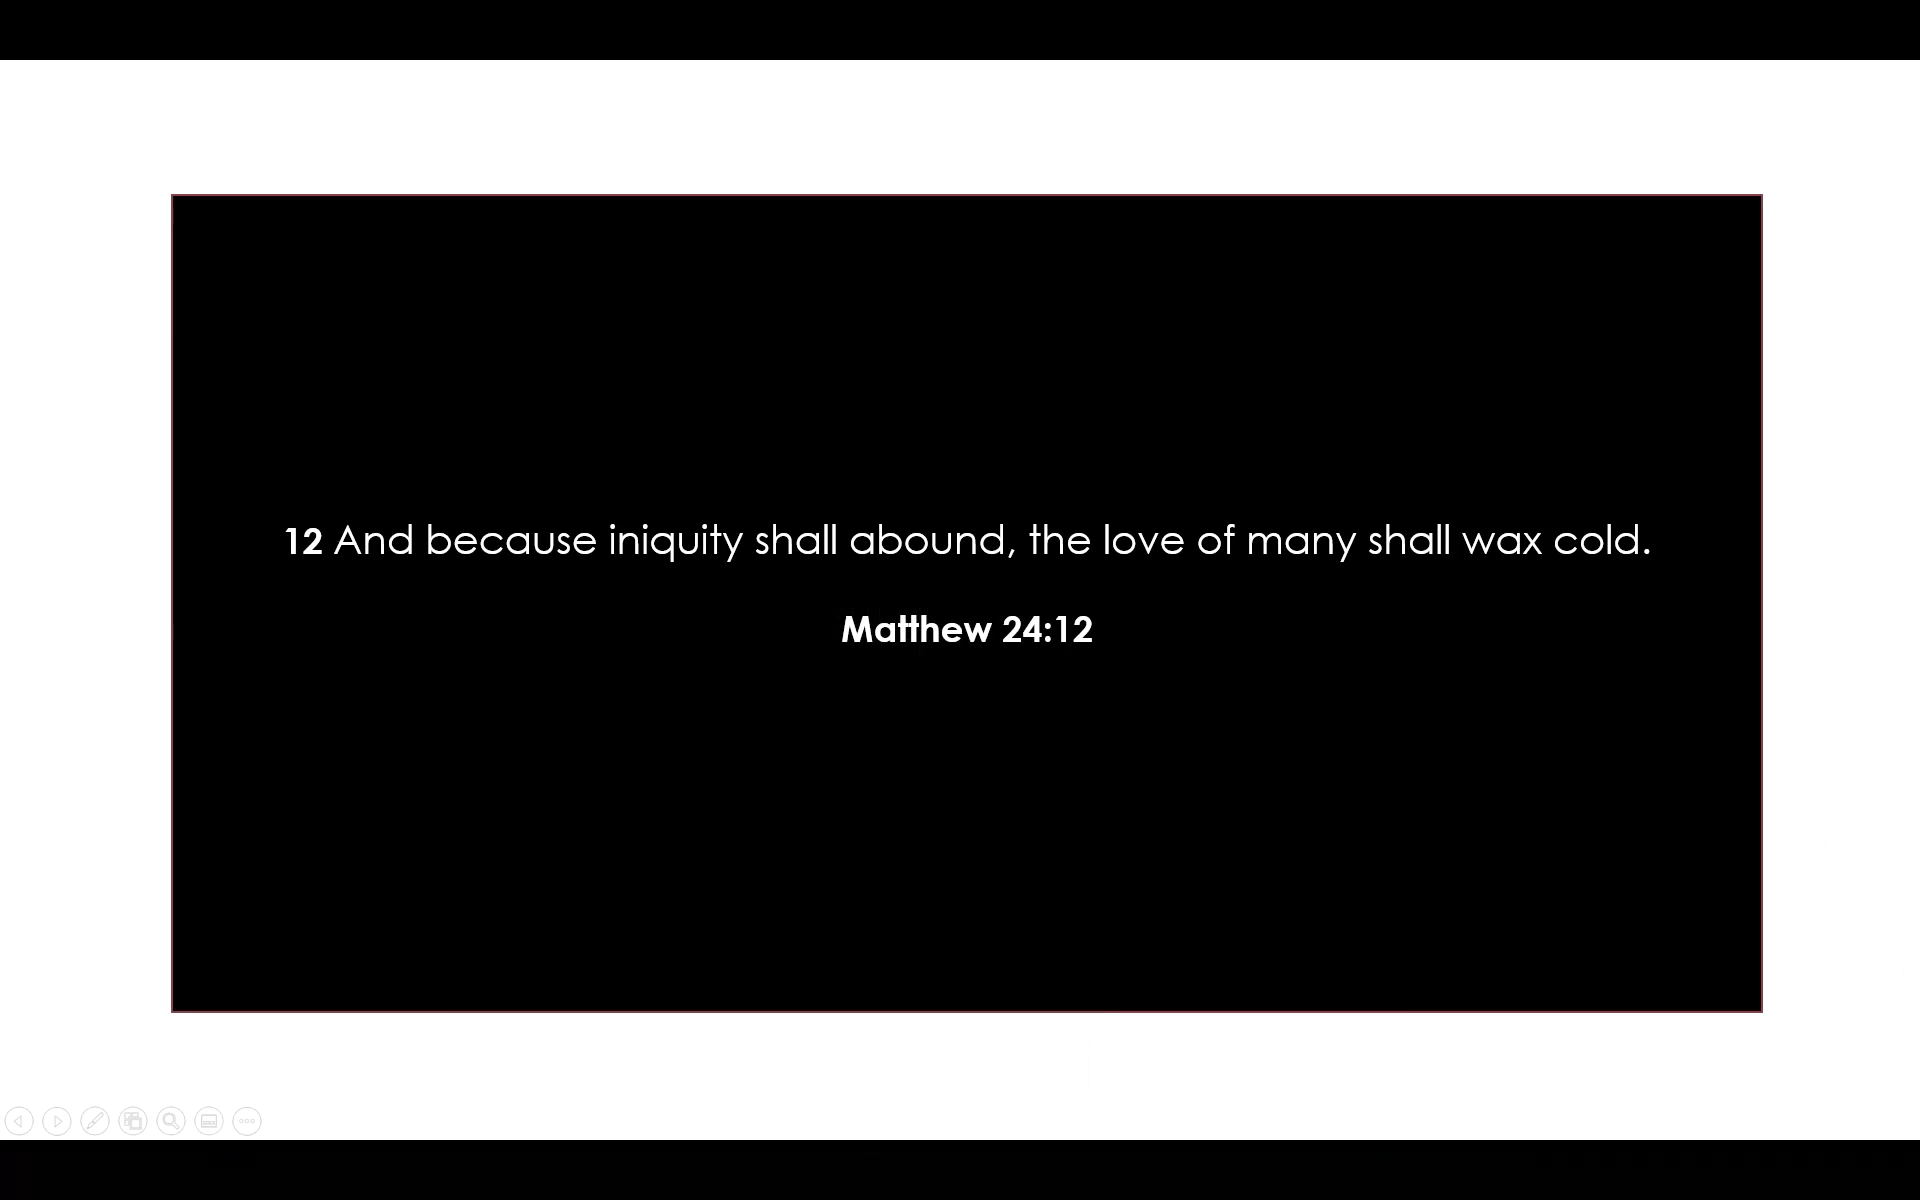 12 And because iniquity shall abound, the love of many shall wax cold.
Matthew 24:12